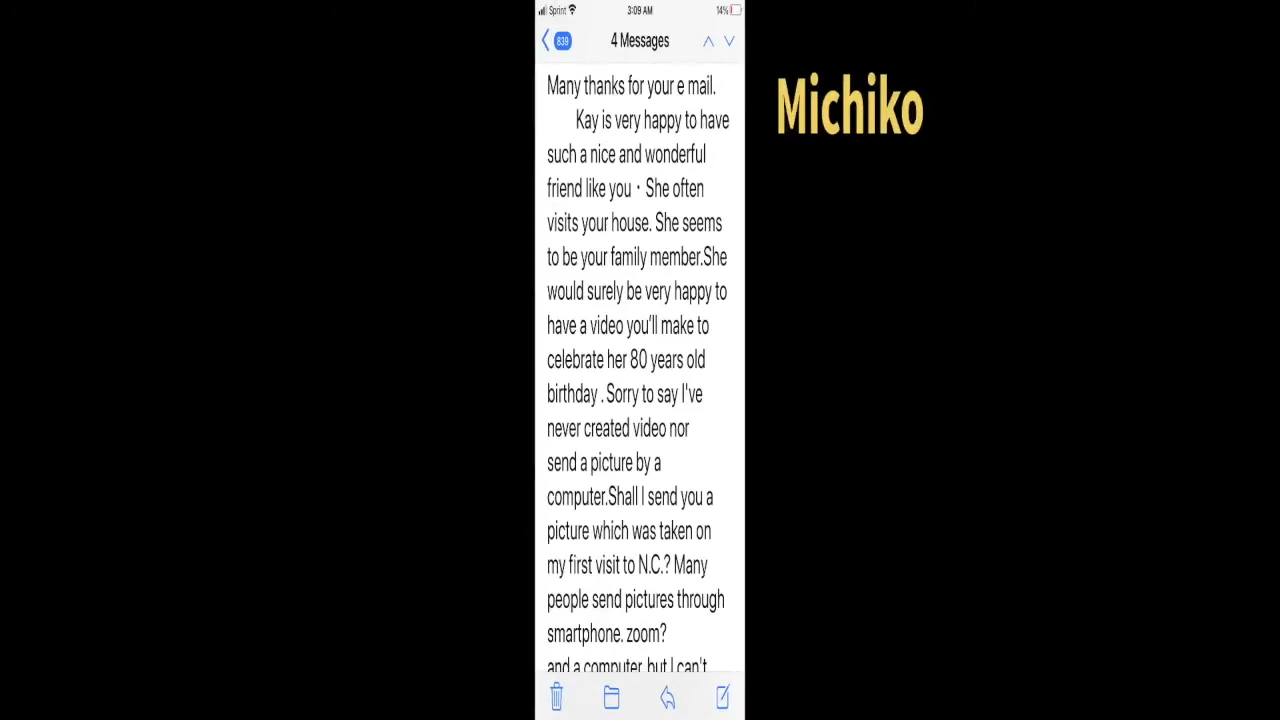 Sprint 3:09 AM 14%
839 4 Messages
Many thanks for your e mail.
Kay is very happy to have
such a nice and wonderful
friend like you・She often
visits your house. She seems
to be your family member.She
would surely be very happy to
have a video you’ll make to
celebrate her 80 years old
birthday . Sorry to say I've
never created video nor
send a picture by a
computer.Shall I send you a
picture which was taken on
my first visit to N.C.? Many
people send pictures through
smartphone. zoom?
and a computer, but I can't
Michiko